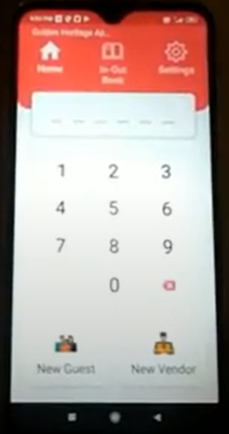 Golden Heritage Ap...
Home
In-Out
Book
Settings
1 2 3
4 5 6
7 8 9
0
New Guest
New Vendor